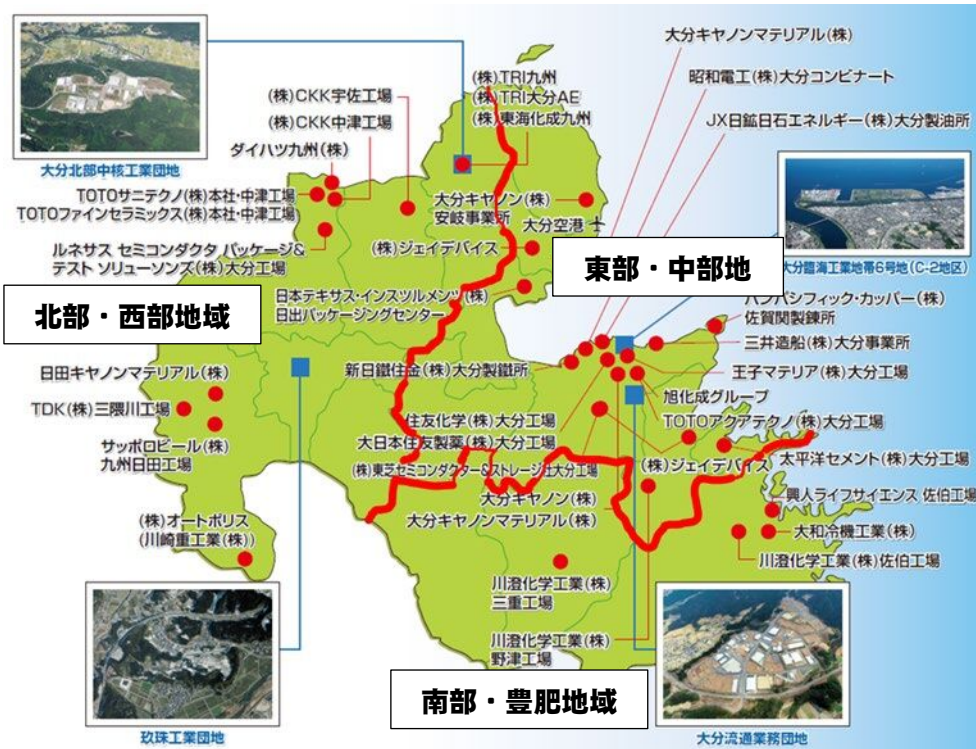 大分キヤノンマテリアル(株)
昭和電工(株)大分コンビナート
JX日鉱日石エネルギー(株)大分製油所
(株)TRI九州
(株)TRI大分AE
(株)東海化成九州
(株)CKK宇佐工場
(株)CKK中津工場
ダイハツ九州(株)
大分北部中核工業団地
TOTOサニテクノ(株)本社・中津工場
TOTOファインセラミックス(株)本社・中津工場
大分キヤノン(株)
安岐事業所
大分空港
ルネサス セミコンダクタ パッケージ&
テスト ソリューソンズ(株)大分工場
(株)ジェイデバイス
東部・中部地
大分臨海工業地帯6号地(C-2地区)
日本テキサス・インスツルメンツ(株)
日出パッケージングセンター
北部・西部地域
パンパシフィック・カッパー(株)
佐賀関製錬所
三井造船(株)大分事業所
新日鐵住金(株)大分製鐵所
王子マテリア(株)大分工場
日田キヤノンマテリアル(株)
旭化成グループ
TDK(株)三隈川工場
住友化学(株)大分工場
TOTOアクアテクノ(株)大分工場
サッポロビール(株)
九州日田工場
大日本住友製薬(株)大分工場
(株)東芝セミコンダクター&ストレージ社大分工場
(株)ジェイデバイス
太平洋セメント(株)大分工場
大分キヤノン(株)
興人ライフサイエンス 佐伯工場
(株)オートポリス
(川崎重工業(株))
大分キヤノンマテリアル(株)
大和冷機工業(株)
川澄化学工業(株)佐伯工場
川澄化学工業(株)
三重工場
川澄化学工業(株)
野津工場
南部・豊肥地域
玖珠工業団地
大分流通業務団地